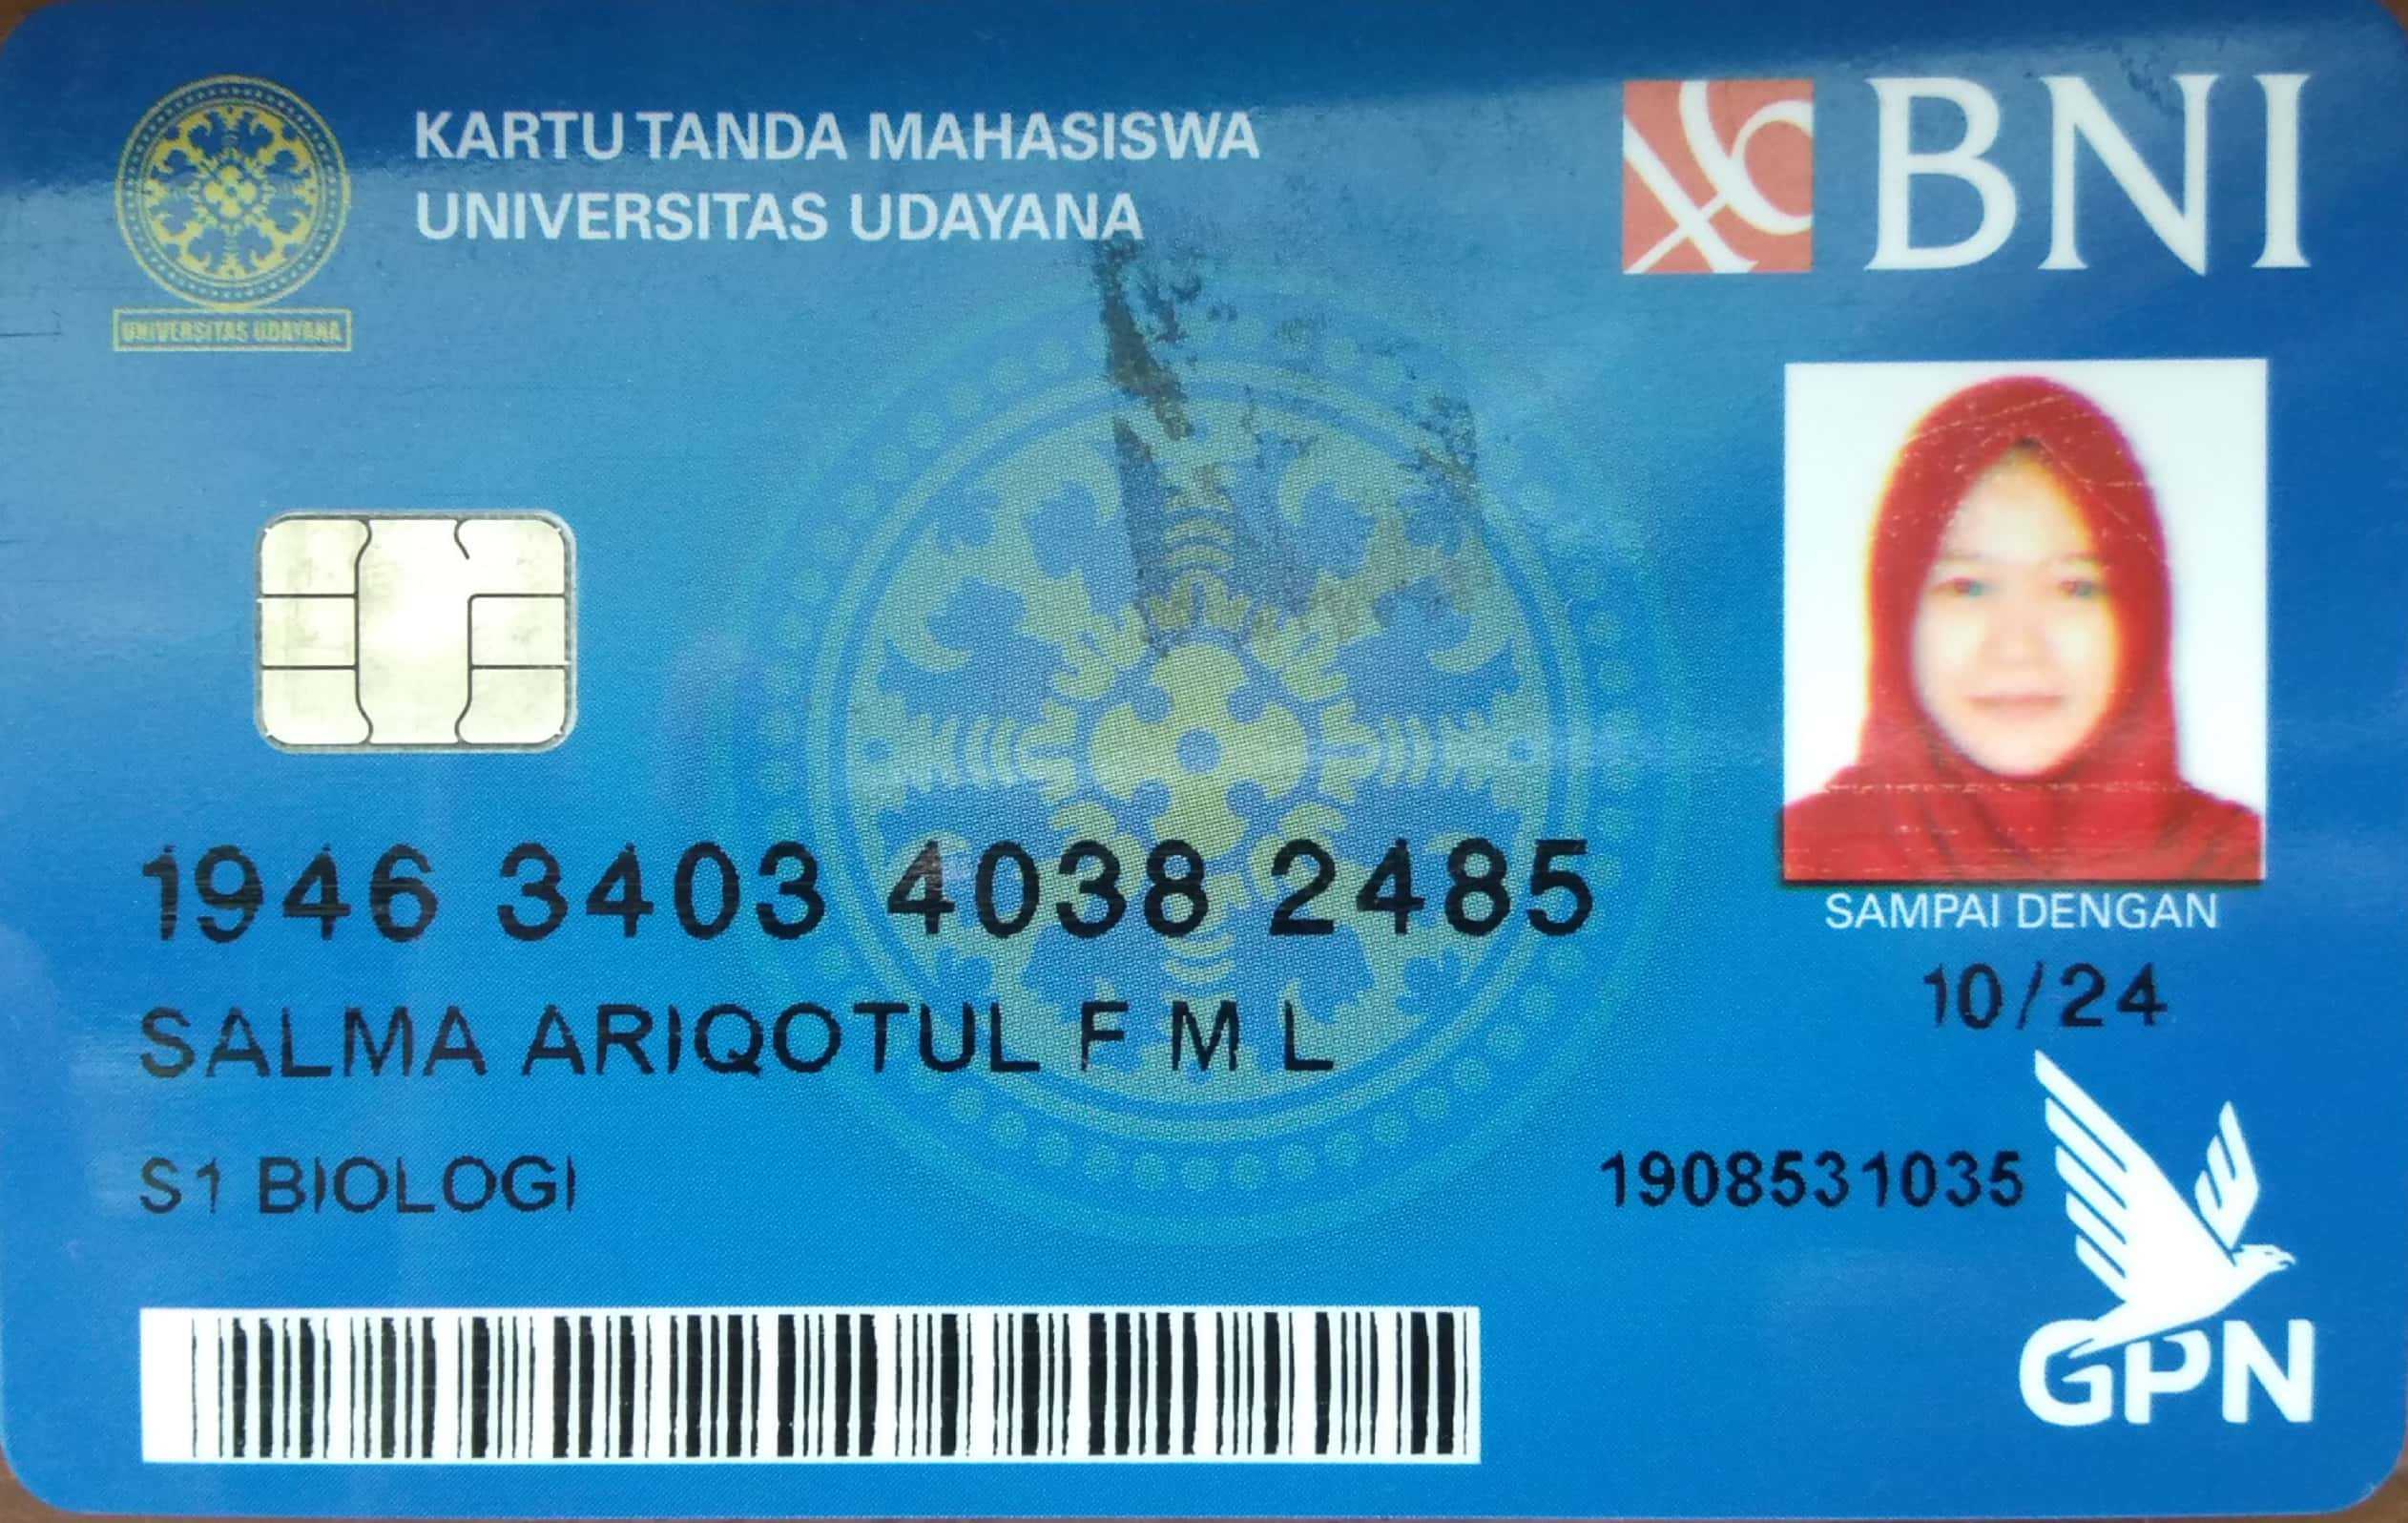 KARTU TANDA MAHASISWA
UNIVERSITAS UDAYANA
BNI
UNIVERSITAS UDAYANA
1946 3403 4038 2485
SAMPAI DENGAN
10/24
SALMA ARIQOTUL F M L
S1 BIOLOGI
1908531035
GPN